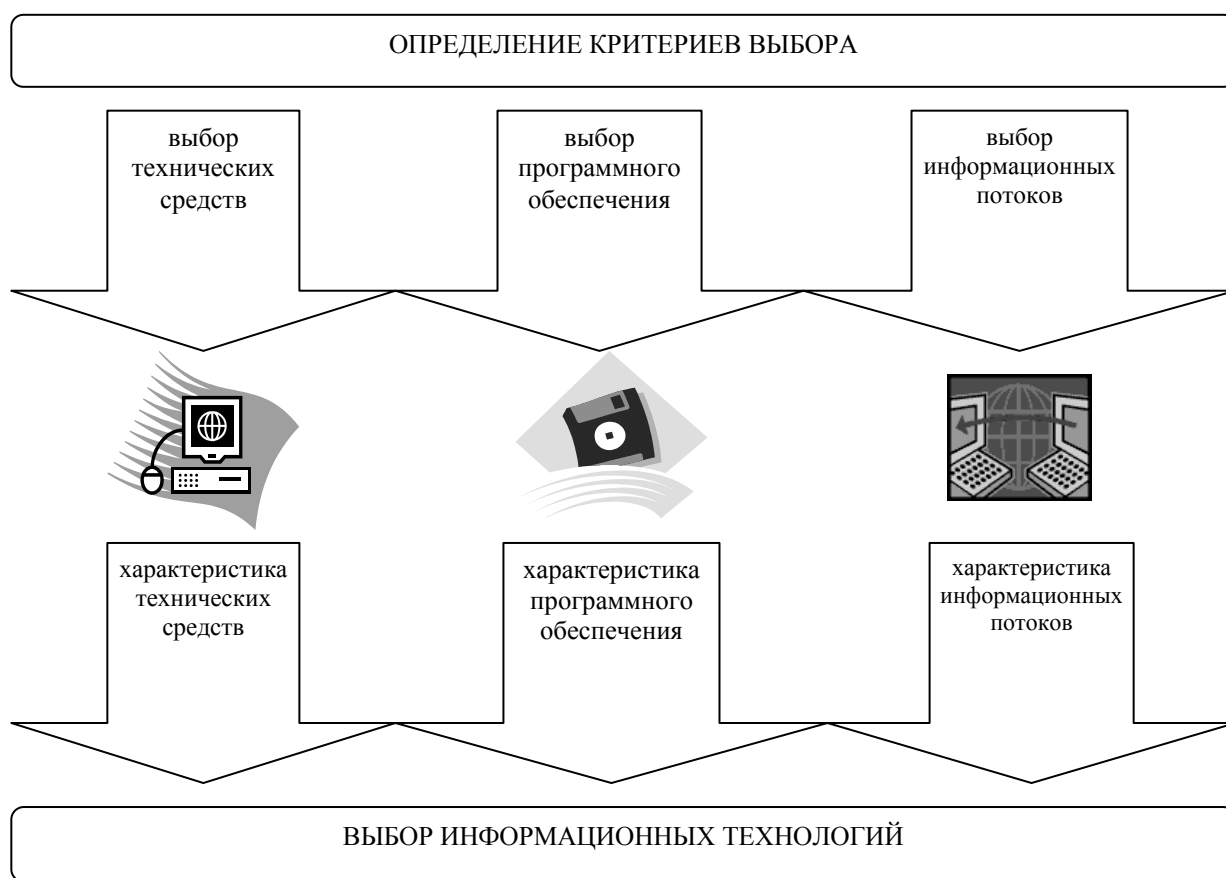 ОПРЕДЕЛЕНИЕ КРИТЕРИЕВ ВЫБОРА
выбор
технических
средств
выбор
программного
обеспечения
выбор
информационных
потоков
характеристика
технических
средств
характеристика
программного
обеспечения
характеристика
информационных
потоков
ВЫБОР ИНФОРМАЦИОННЫХ ТЕХНОЛОГИЙ